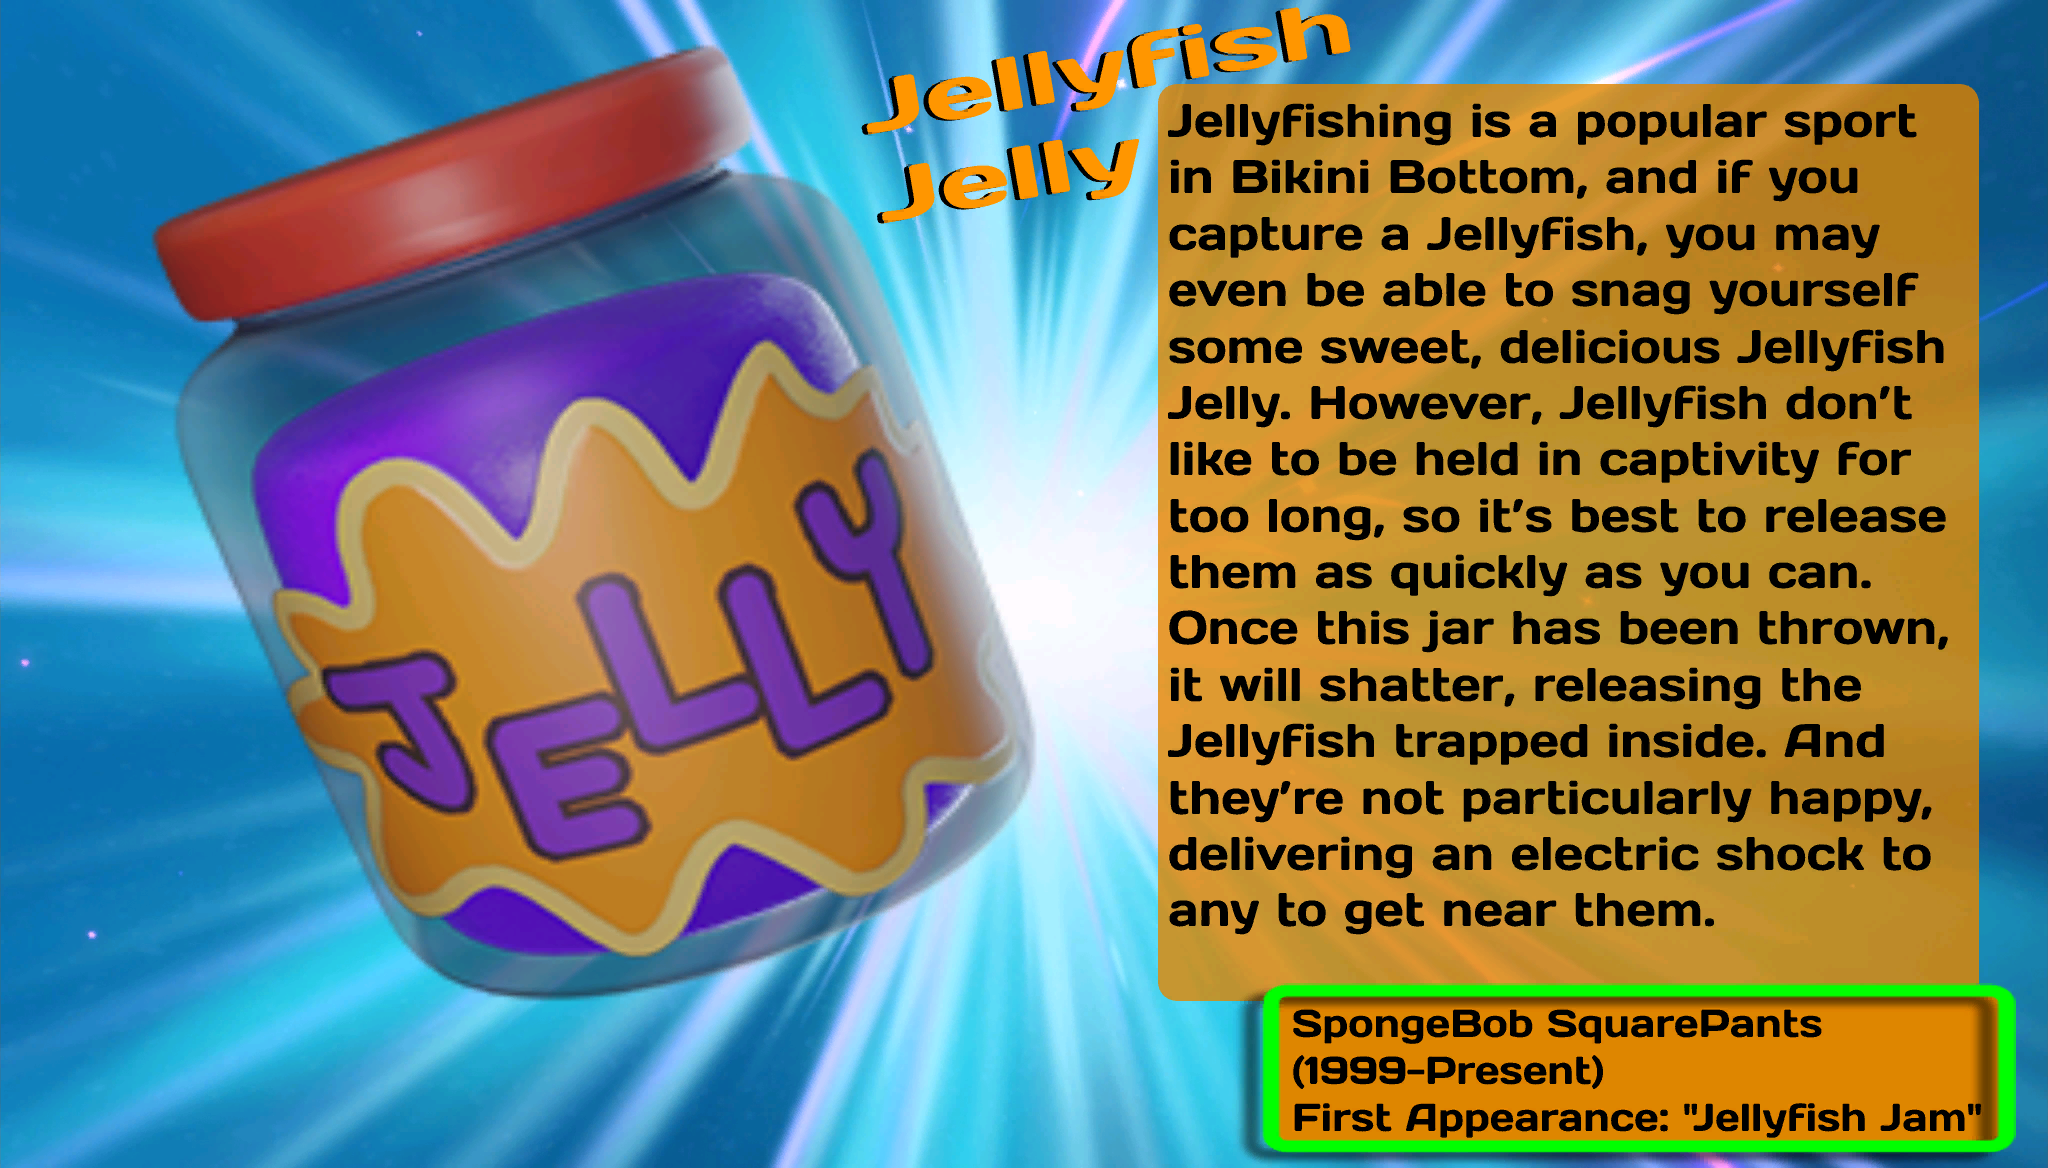 Jellyfish
Jelly
JELLY
Jellyfishing is a popular sport
in Bikini Bottom, and if you
capture a Jellyfish, you may
even be able to snag yourself
some sweet, delicious Jellyfish
Jelly. However, Jellyfish don't
like to be held in captivity for
too long, so it's best to release
them as quickly as you can.
Once this jar has been thrown,
it will shatter, releasing the
Jellyfish trapped inside. And
they're not particularly happy,
delivering an electric shock to
any to get near them.
SpongeBob SquarePants
(1999-Present)
First Appearance: "Jellyfish Jam"